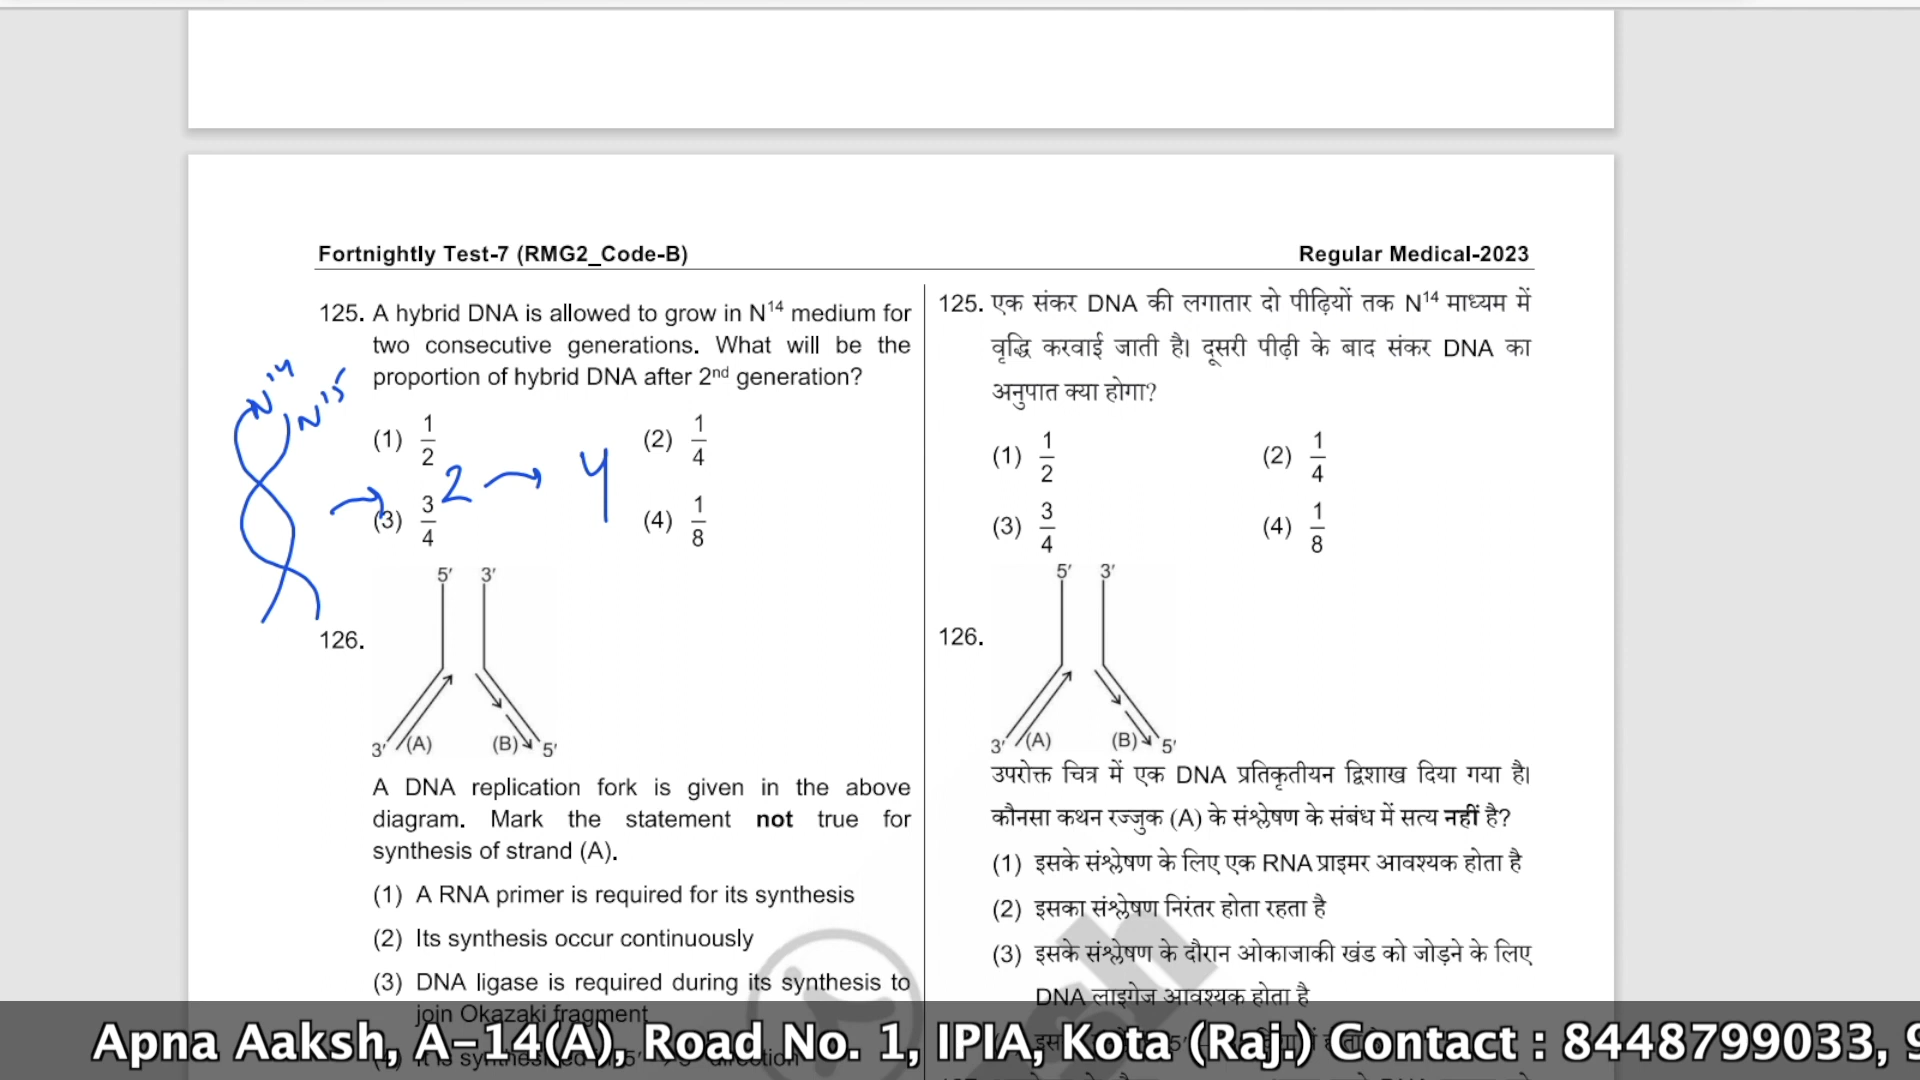 Fortnightly Test-7 (RMG2_Code-B)
Regular Medical-2023
125. A hybrid DNA is allowed to grow in N¹⁴ medium for
two consecutive generations. What will be the
proportion of hybrid DNA after 2nd generation?
(1) 1/2
(2) 1/4
(3) 3/4
(4) 1/8
N¹⁴
N¹⁵
→ 2 → 4
126.
5′ 3′
3′ (A) (B) 5′
A DNA replication fork is given in the above
diagram. Mark the statement not true for
synthesis of strand (A).
(1) A RNA primer is required for its synthesis
(2) Its synthesis occur continuously
(3) DNA ligase is required during its synthesis to
join Okazaki fragment
125. एक संकर DNA की लगातार दो पीढ़ियों तक N¹⁴ माध्यम में
वृद्धि करवाई जाती है। दूसरी पीढ़ी के बाद संकर DNA का
अनुपात क्या होगा?
(1) 1/2
(2) 1/4
(3) 3/4
(4) 1/8
126.
5′ 3′
3′ (A) (B) 5′
उपरोक्त चित्र में एक DNA प्रतिकृतीयन द्विशाख दिया गया है।
कौनसा कथन रज्जुक (A) के संश्लेषण के संबंध में सत्य नहीं है?
(1) इसके संश्लेषण के लिए एक RNA प्राइमर आवश्यक होता है
(2) इसका संश्लेषण निरंतर होता रहता है
(3) इसके संश्लेषण के दौरान ओकाजाकी खंड को जोड़ने के लिए
DNA लाइगेज आवश्यक होता है
Apna Aaksh, A-14(A), Road No. 1, IPIA, Kota (Raj.) Contact : 8448799033, 9